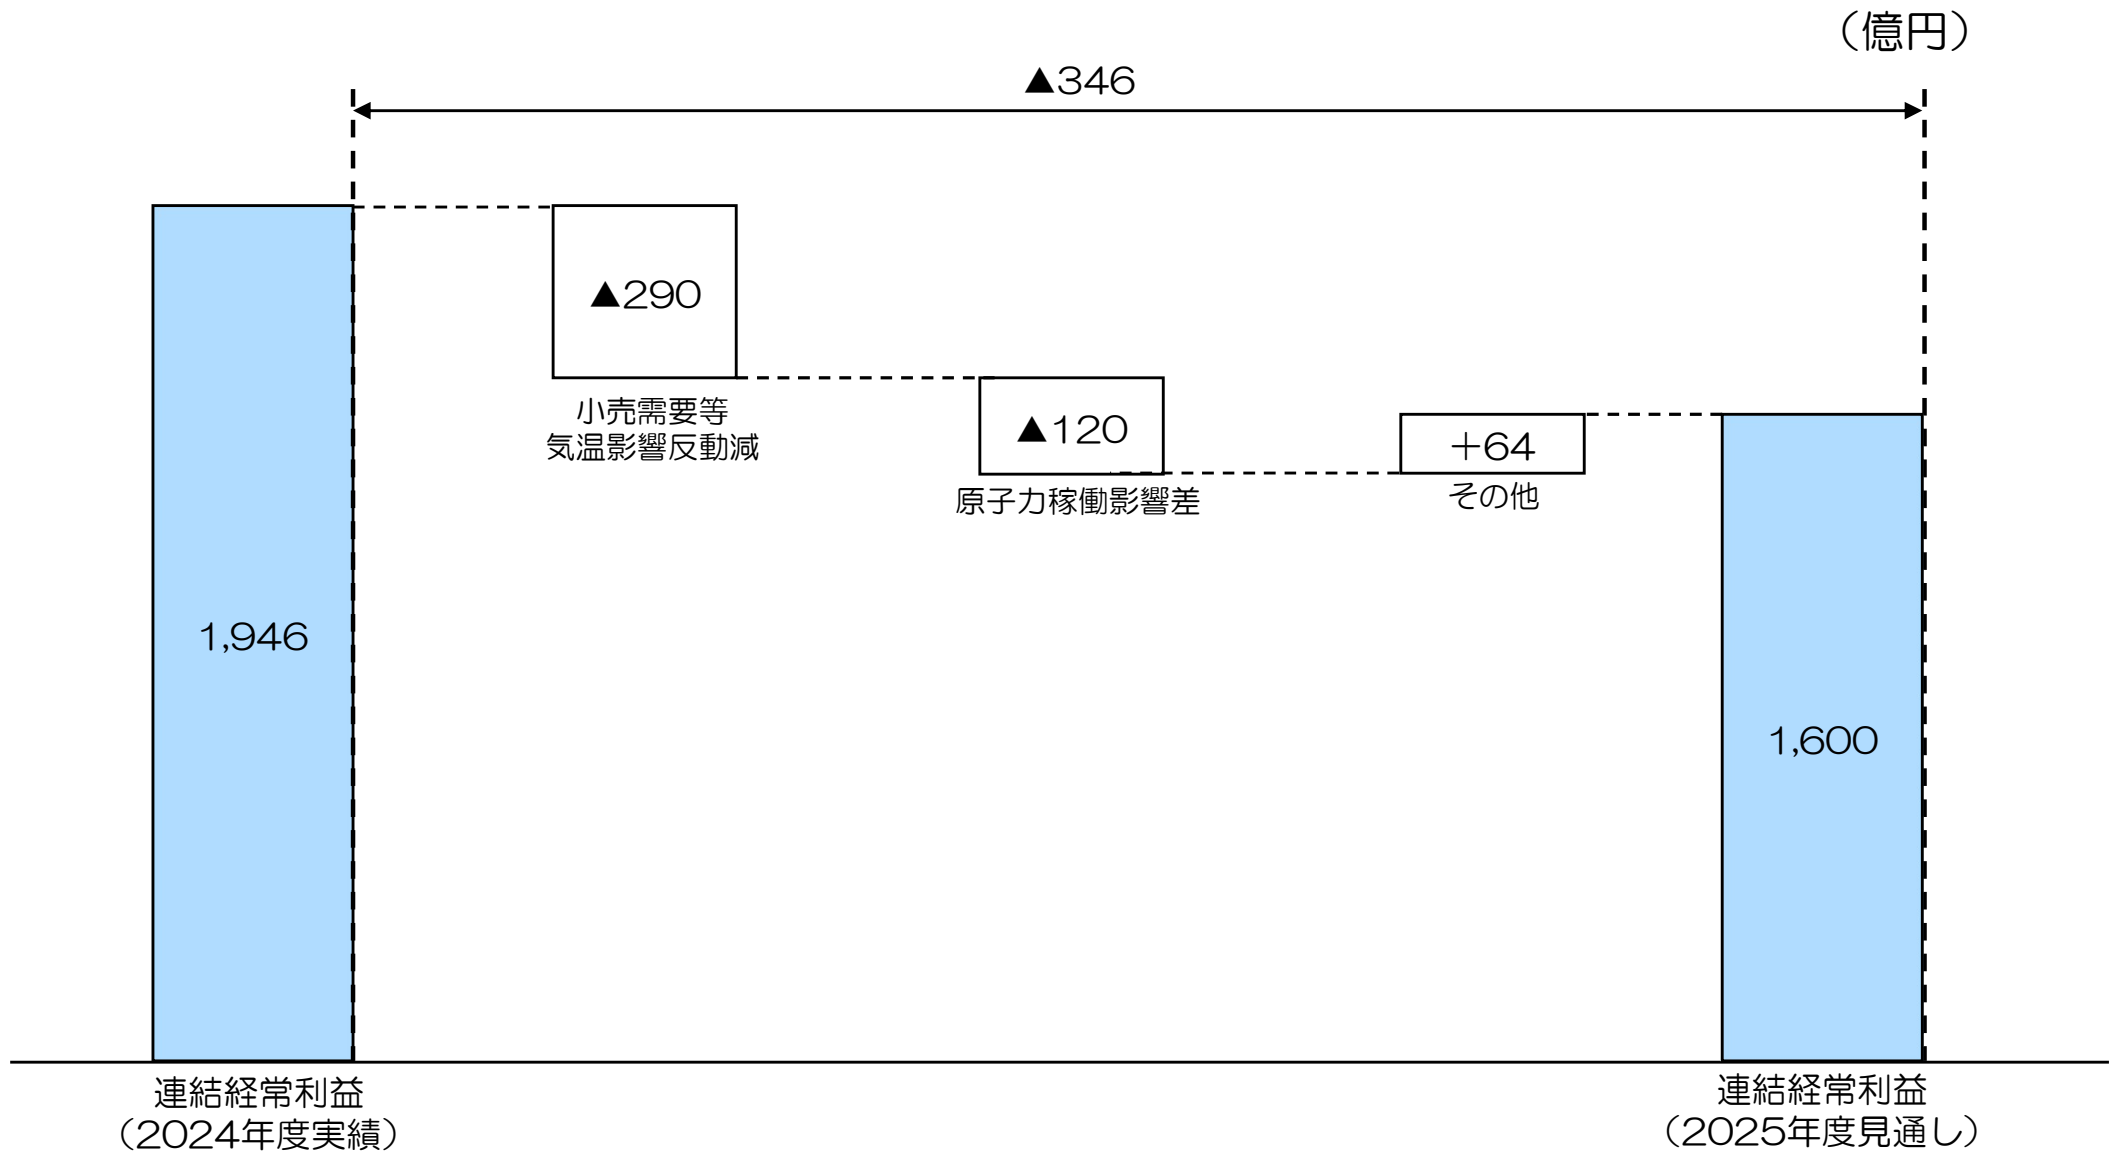 （億円）
▲346
▲290
小売需要等
気温影響反動減
▲120
原子力稼働影響差
＋64
その他
1,946
1,600
連結経常利益
（2024年度実績）
連結経常利益
（2025年度見通し）